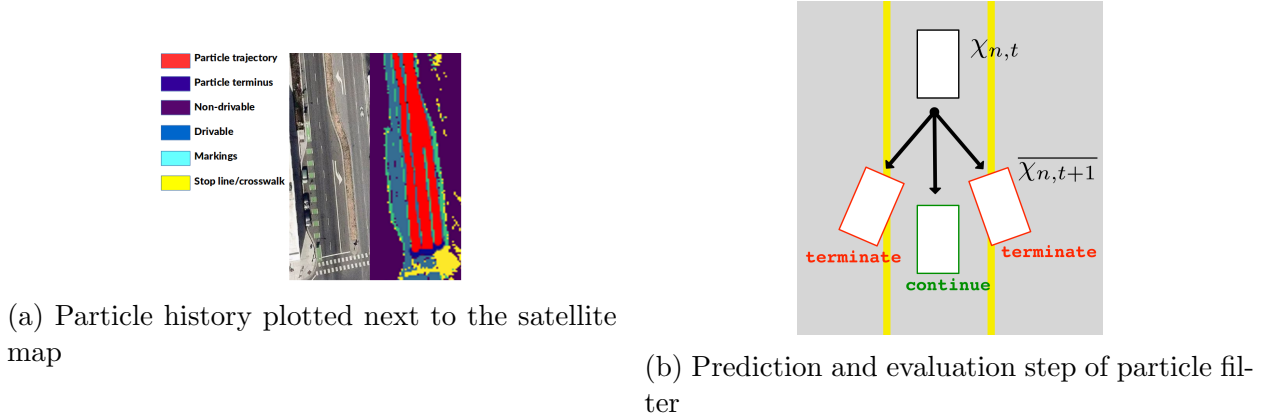 Particle trajectory
Particle terminus
Non-drivable
Drivable
Markings
Stop line/crosswalk
(a) Particle history plotted next to the satellite
map
χₙ,ₜ
χₙ,ₜ₊₁
terminate
terminate
continue
(b) Prediction and evaluation step of particle fil-
ter